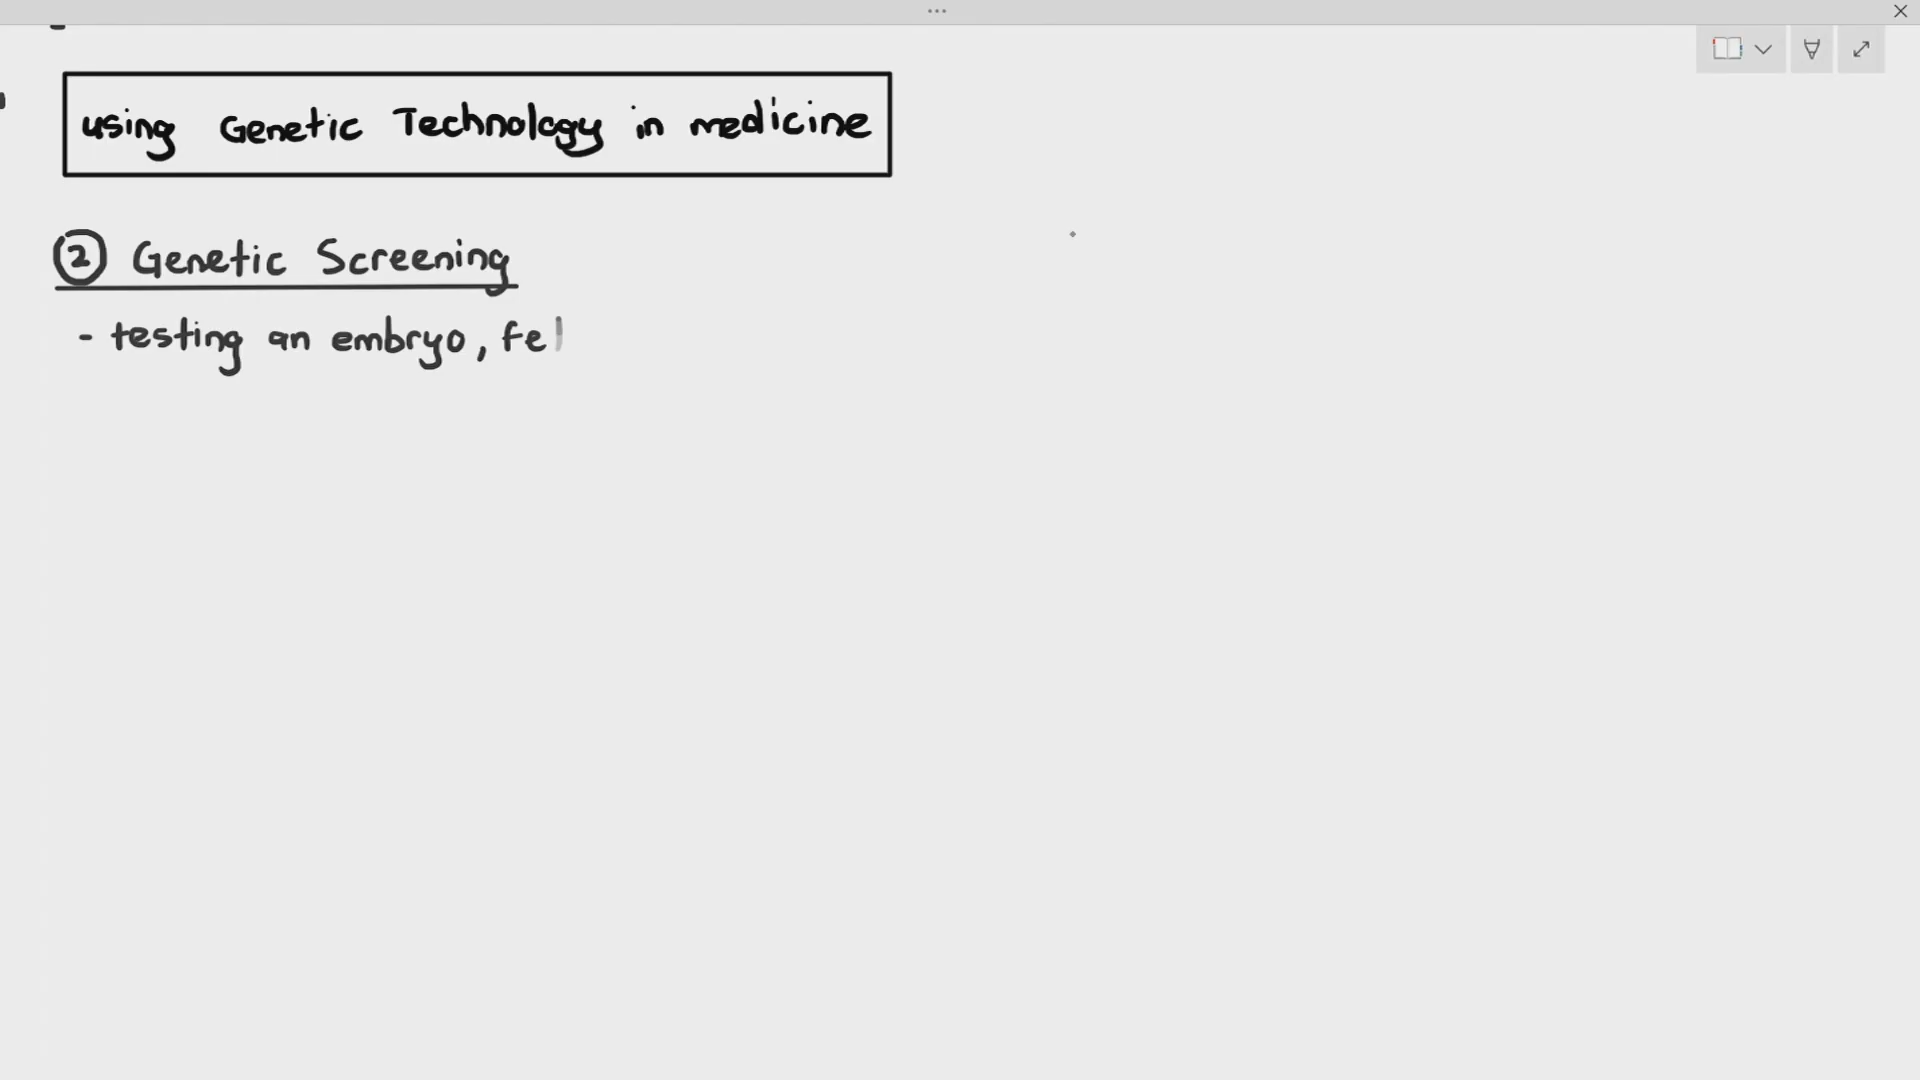 using Genetic Technology in medicine
② Genetic Screening
- testing an embryo, fe